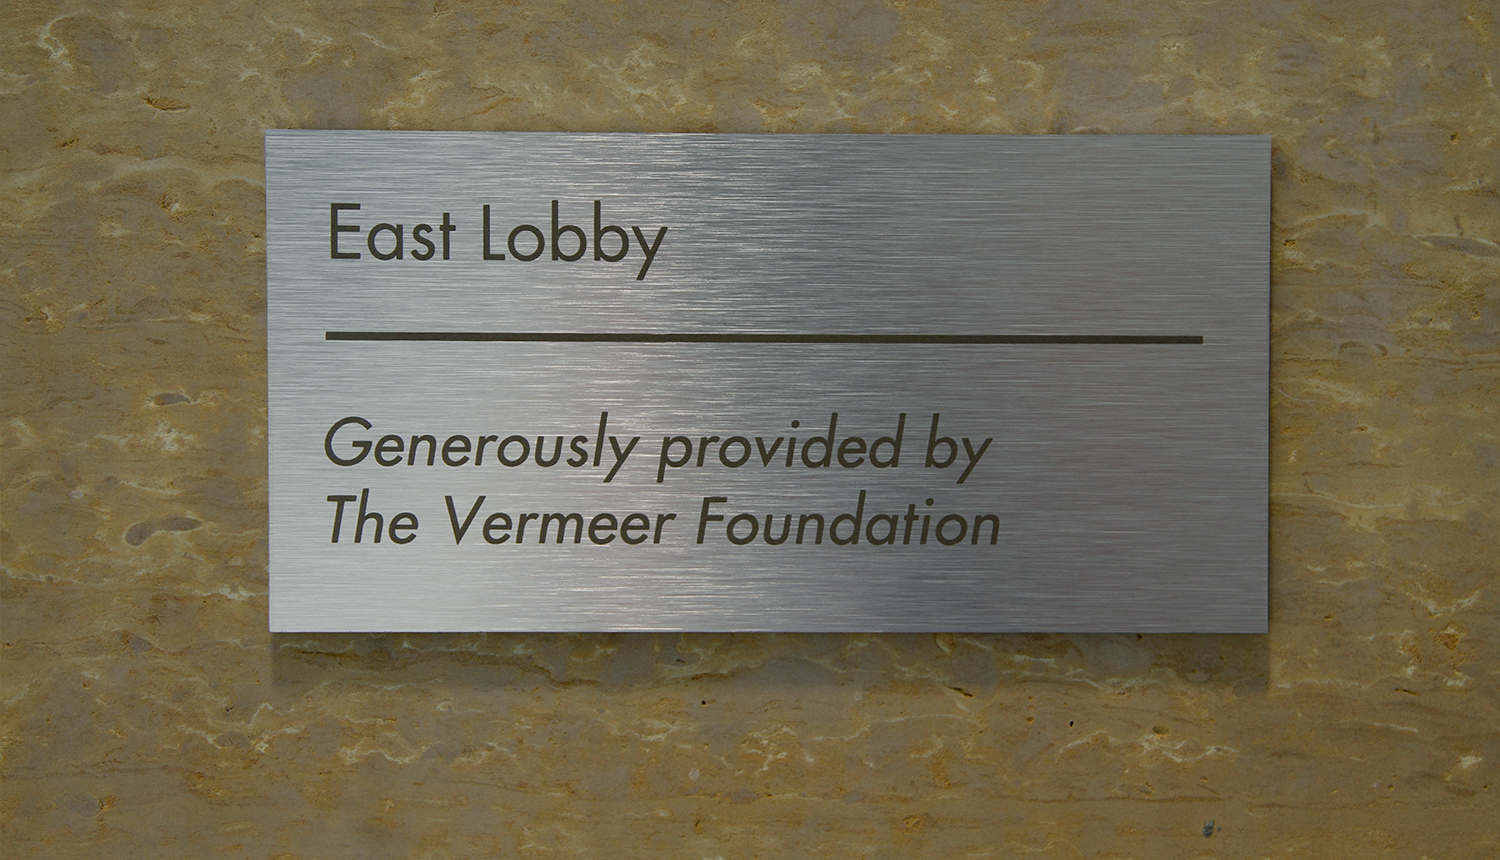 East Lobby
Generously provided by
The Vermeer Foundation